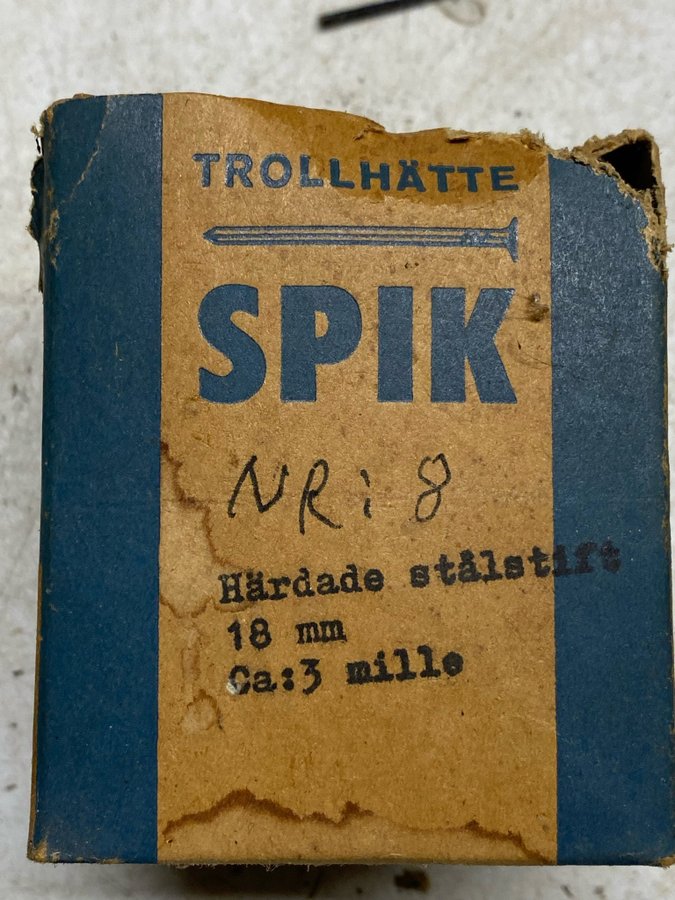 TROLLHÄTTE
SPIK
NR: 8
Härdade stålstift
18 mm
Ca:3 mille